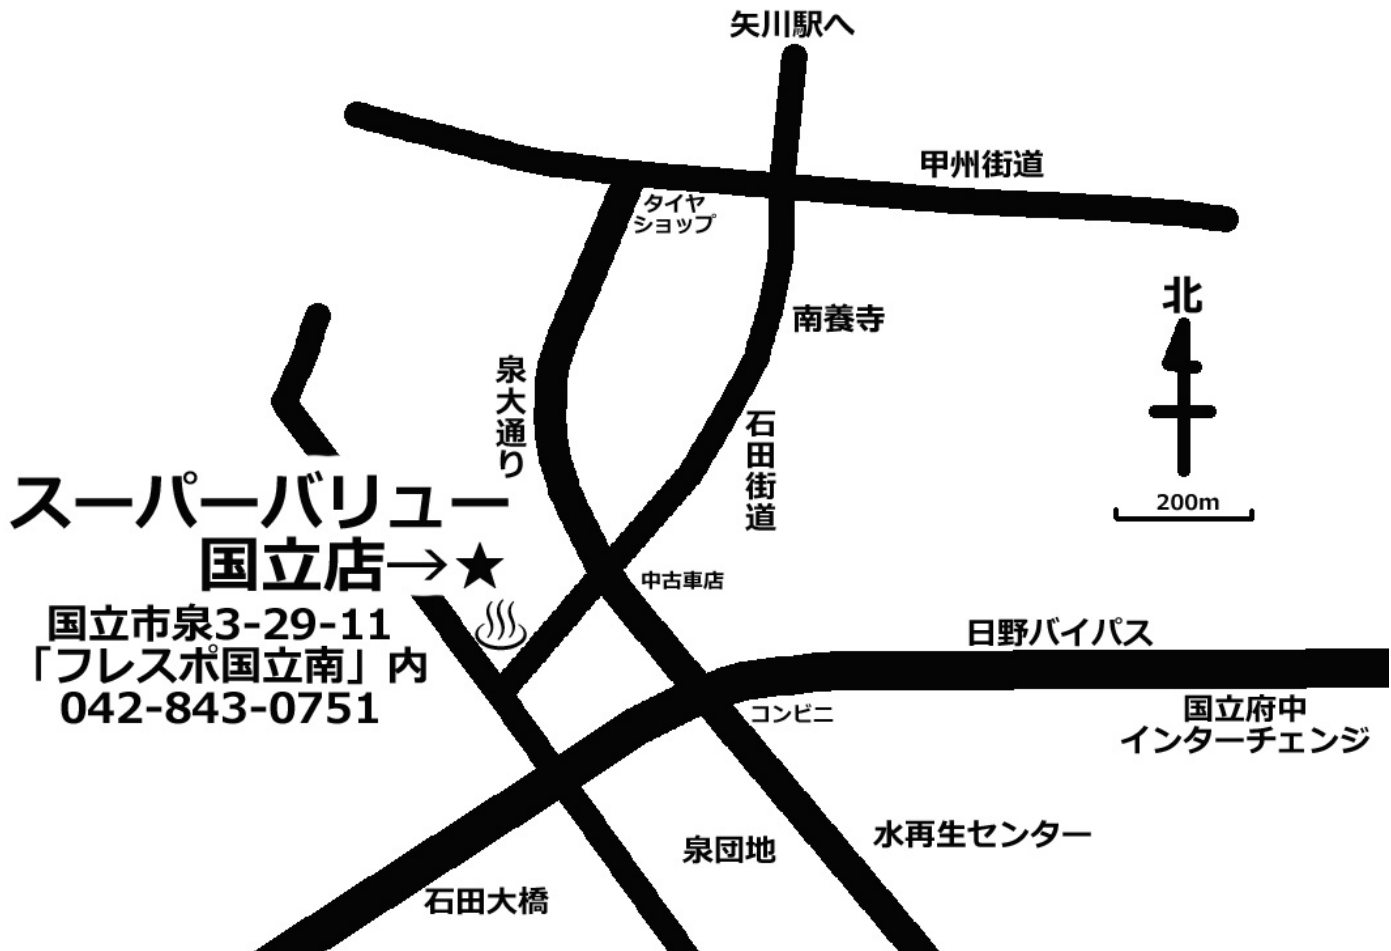 矢川駅へ
甲州街道
タイヤ
ショップ
北
南養寺
泉大通り
石田街道
200m
スーパーバリュー
国立店→★
中古車店
国立市泉3-29-11
「フレスポ国立南」内
042-843-0751
日野バイパス
国立府中
インターチェンジ
コンビニ
水再生センター
泉団地
石田大橋